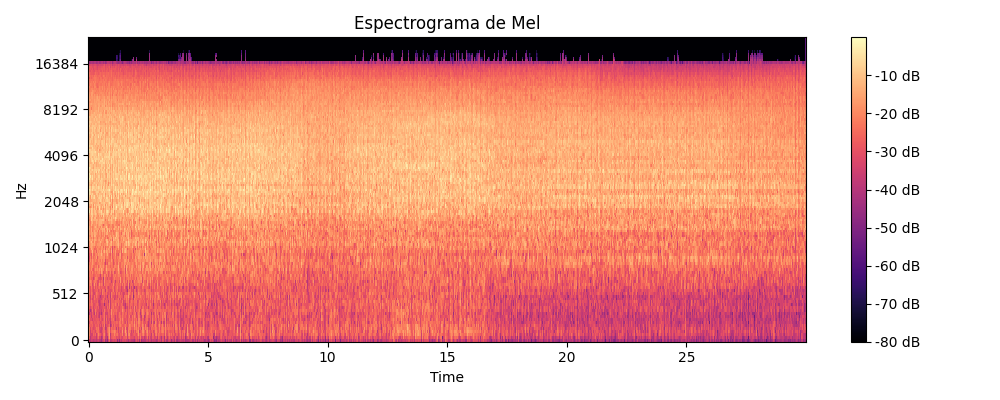 Espectrograma de Mel
Hz
16384
8192
4096
2048
1024
512
0
0 5 10 15 20 25
Time
-10 dB
-20 dB
-30 dB
-40 dB
-50 dB
-60 dB
-70 dB
-80 dB